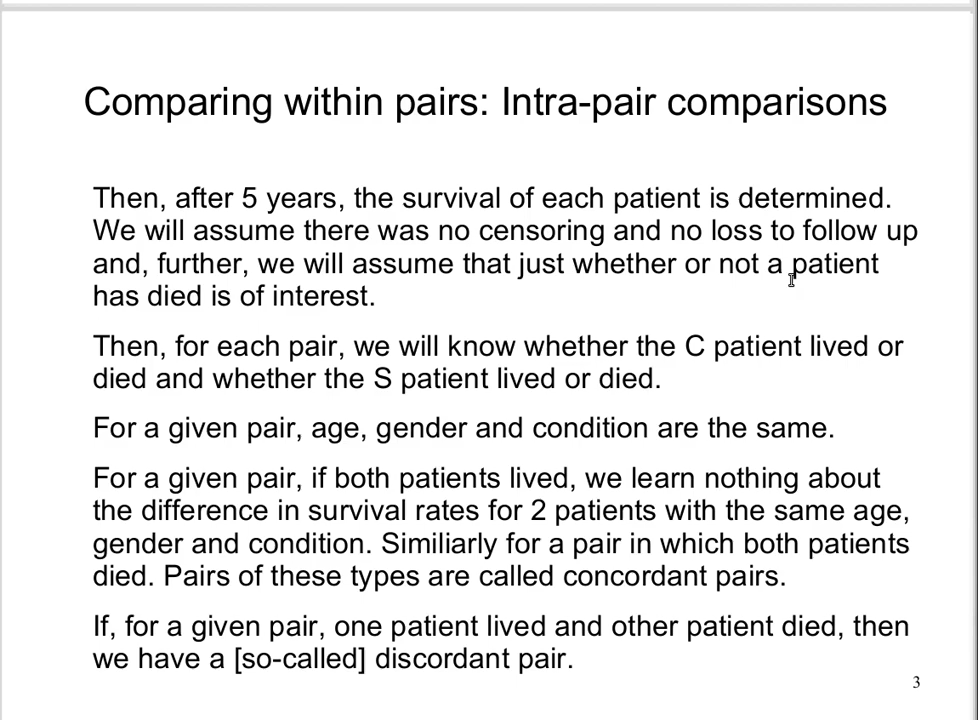 Comparing within pairs: Intra-pair comparisons
Then, after 5 years, the survival of each patient is determined.
We will assume there was no censoring and no loss to follow up
and, further, we will assume that just whether or not a patient
has died is of interest.
Then, for each pair, we will know whether the C patient lived or
died and whether the S patient lived or died.
For a given pair, age, gender and condition are the same.
For a given pair, if both patients lived, we learn nothing about
the difference in survival rates for 2 patients with the same age,
gender and condition. Similiarly for a pair in which both patients
died. Pairs of these types are called concordant pairs.
If, for a given pair, one patient lived and other patient died, then
we have a [so-called] discordant pair.
3